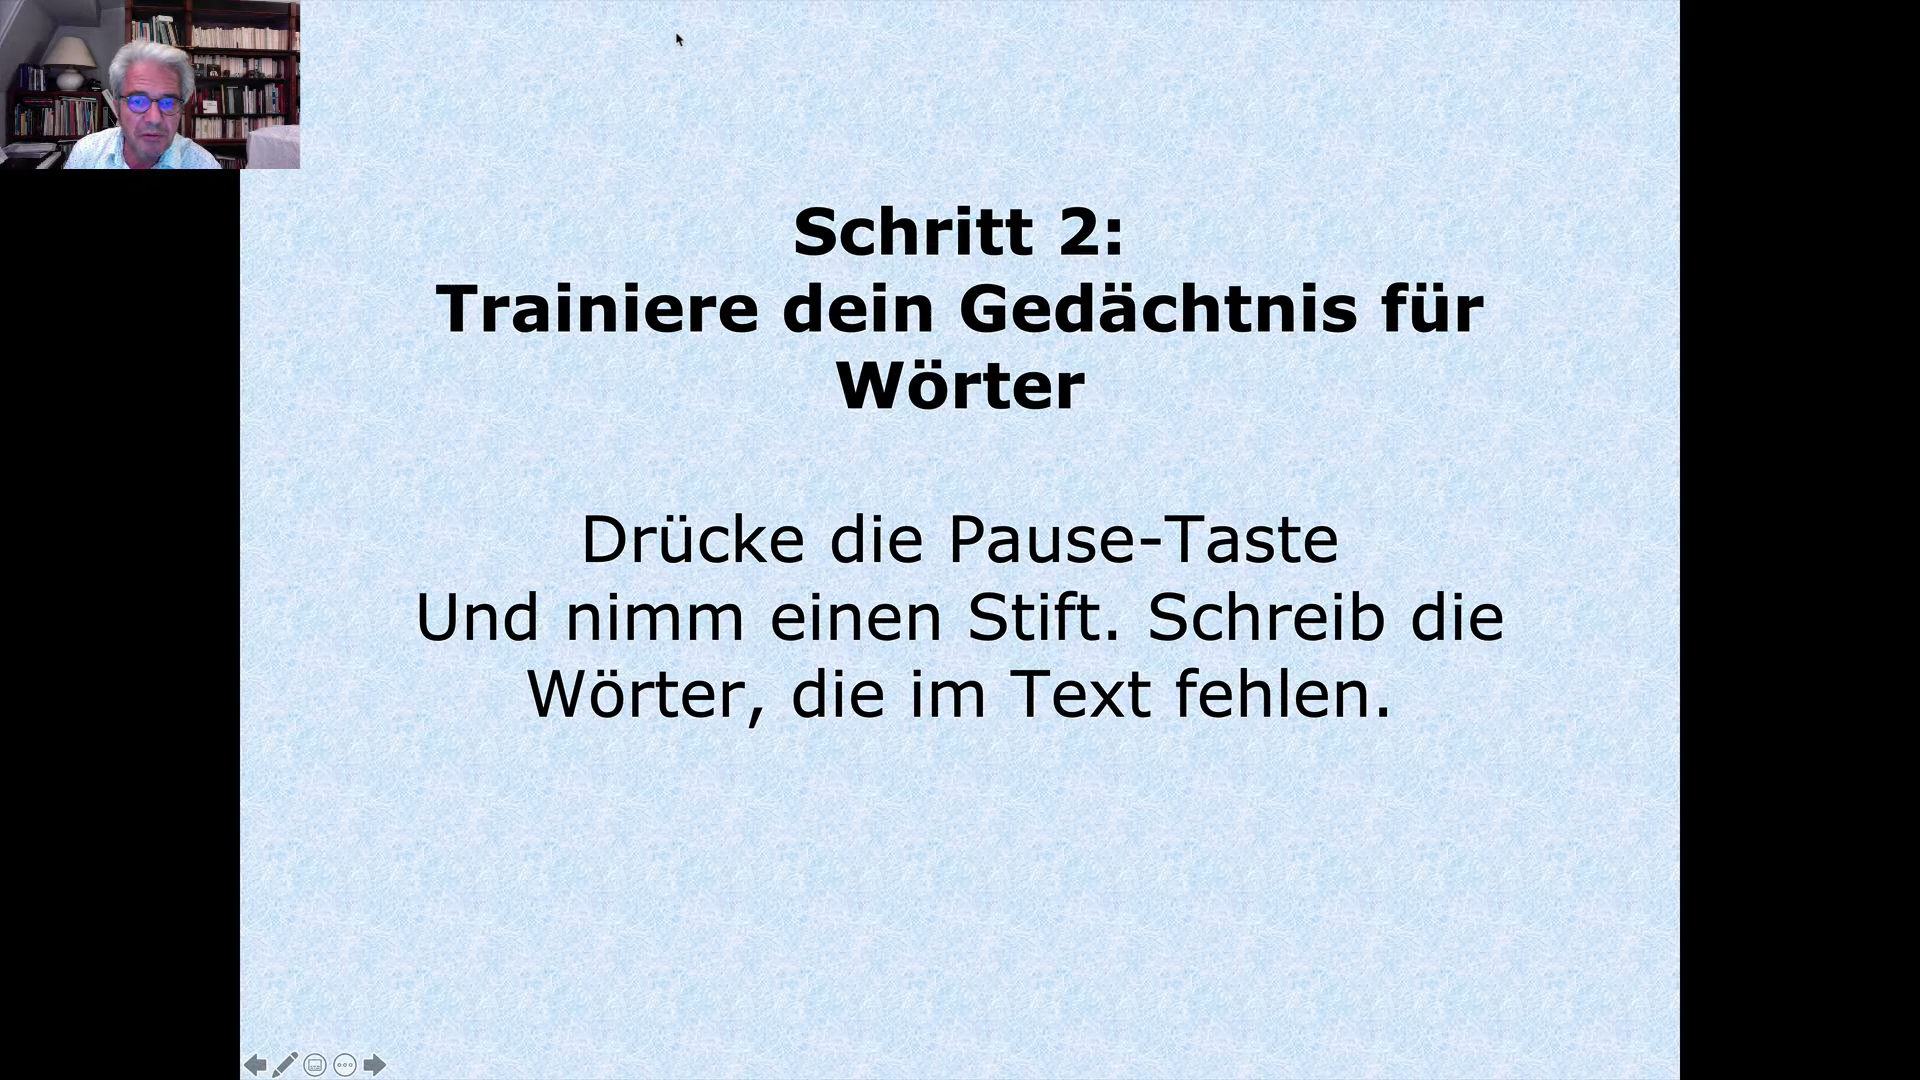 Schritt 2:
Trainiere dein Gedächtnis für
Wörter
Drücke die Pause-Taste
Und nimm einen Stift. Schreib die
Wörter, die im Text fehlen.